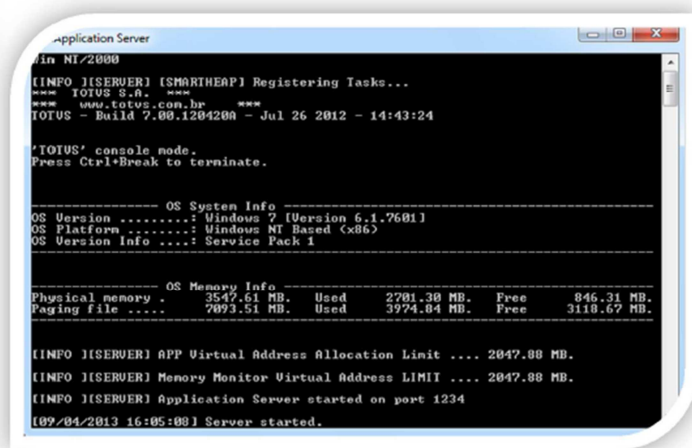 Application Server
Win NT/2000
[INFO ][SERVER] [SMARTHEAP] Registering Tasks...
*** TOTVS S.A. ***
*** www.totvs.com.br ***
TOTVS - Build 7.00.120420A - Jul 26 2012 - 14:43:24
'TOTVS' console mode.
Press Ctrl+Break to terminate.
---------------- OS System Info ----------------
OS Version .........: Windows 7 [Version 6.1.7601]
OS Platform ........: Windows NT Based (x86)
OS Version Info ....: Service Pack 1
---------------- OS Memory Info ----------------
Physical memory . 3547.61 MB. Used 2701.30 MB. Free 846.31 MB.
Paging file ..... 7093.51 MB. Used 3974.84 MB. Free 3118.67 MB.
[INFO ][SERVER] APP Virtual Address Allocation Limit .... 2047.88 MB.
[INFO ][SERVER] Memory Monitor Virtual Address LIMIT .... 2047.88 MB.
[INFO ][SERVER] Application Server started on port 1234
[09/04/2013 16:05:08] Server started.